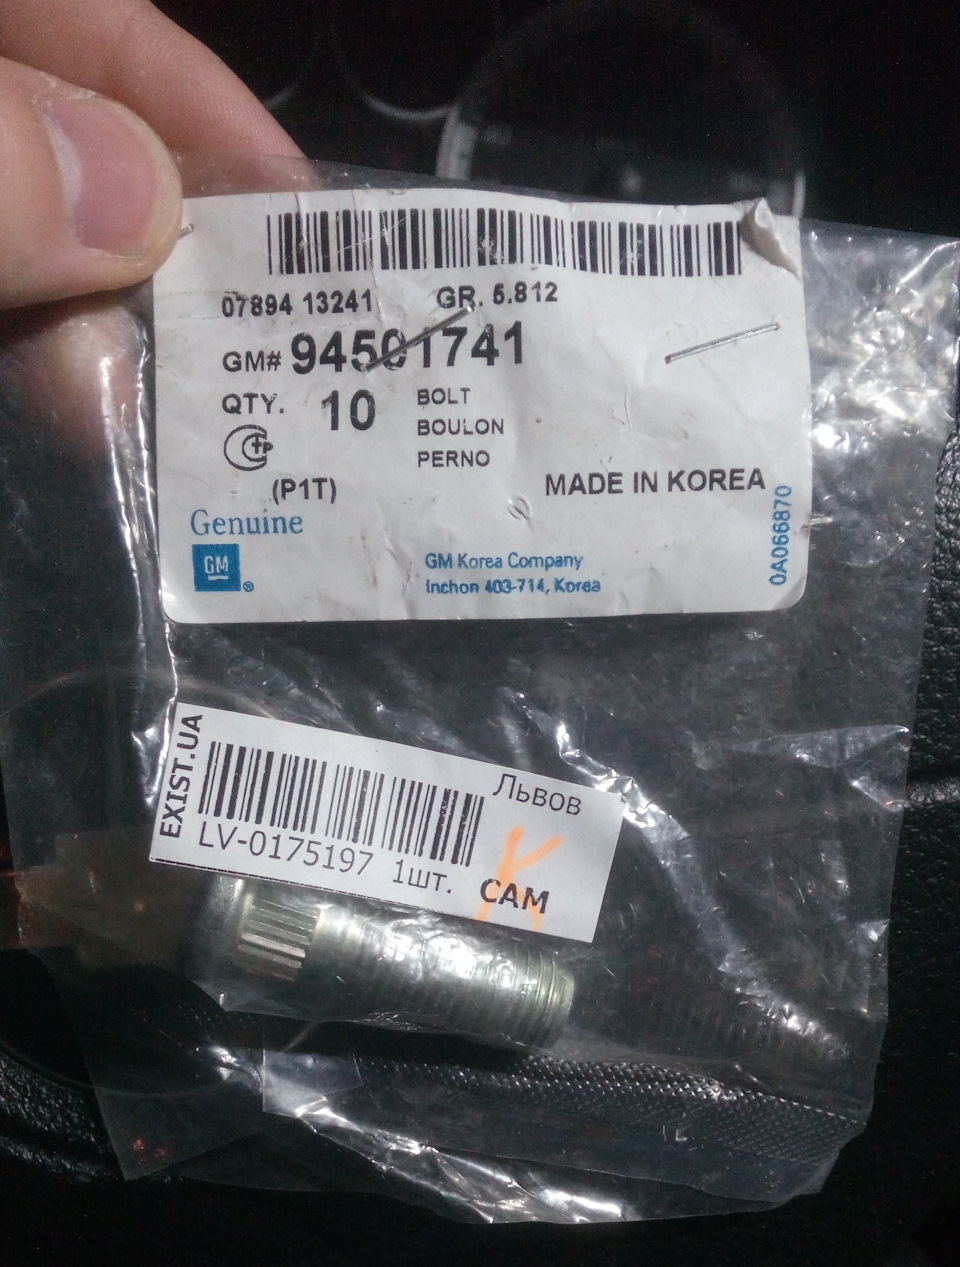 07894 13241 GR. 5.812
GM# 94501741
QTY. 10
BOLT
BOULON
PERNO
(P1T)
MADE IN KOREA
Genuine
GM ®
GM Korea Company
Inchon 403-714, Korea
0A066870
EXIST.UA
Львов
LV-0175197 1шт.
К
САМ